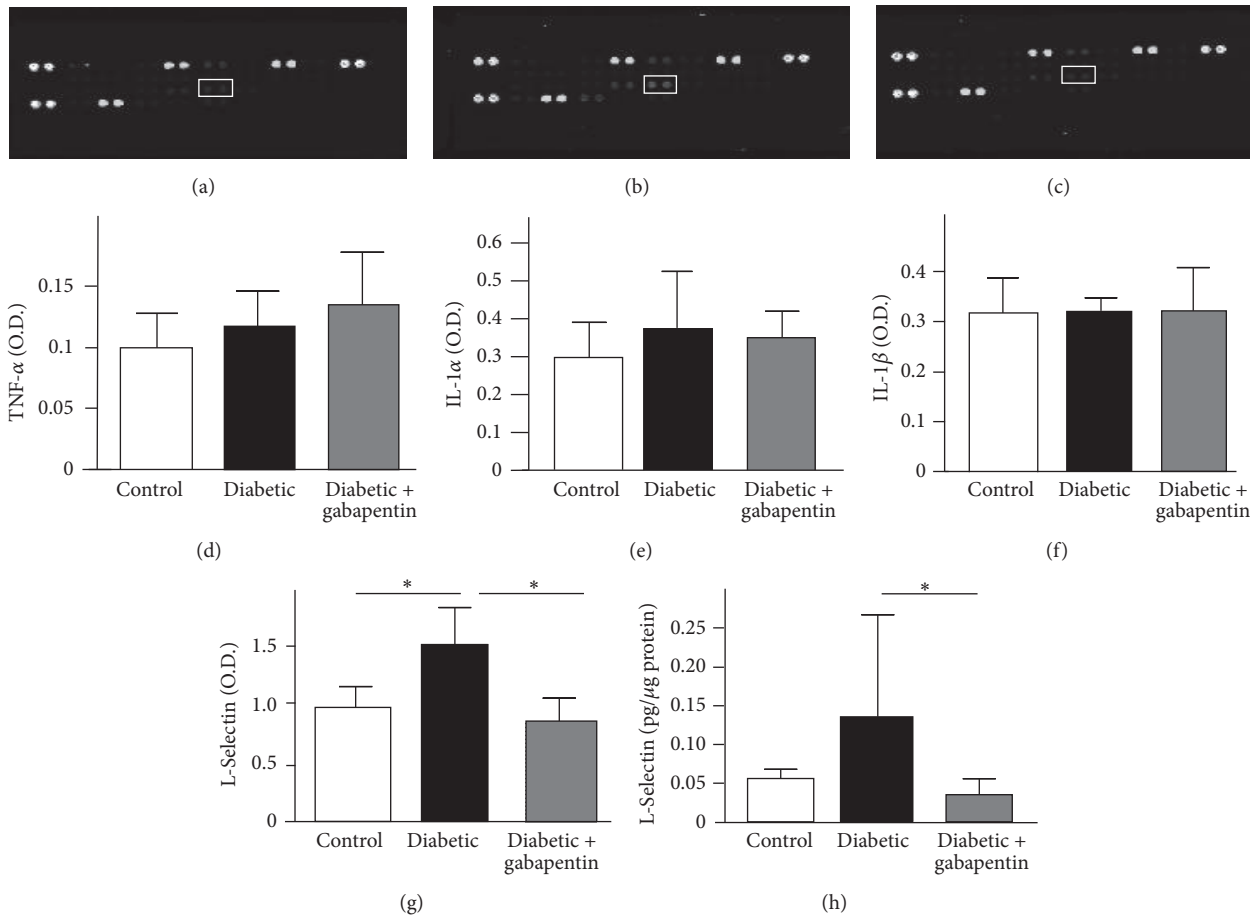 (a)
(b)
(c)
TNF-α (O.D.)
0.15
0.1
0.05
0
Control
Diabetic
Diabetic +
gabapentin
(d)
IL-1α (O.D.)
0.6
0.5
0.4
0.3
0.2
0.1
0
Control
Diabetic
Diabetic +
gabapentin
(e)
IL-1β (O.D.)
0.4
0.3
0.2
0
Control
Diabetic
Diabetic +
gabapentin
(f)
L-Selectin (O.D.)
1.5
1.0
0.5
0
*
*
Control
Diabetic
Diabetic +
gabapentin
(g)
L-Selectin (pg/μg protein)
0.25
0.20
0.15
0.10
0.05
0
*
Control
Diabetic
Diabetic +
gabapentin
(h)